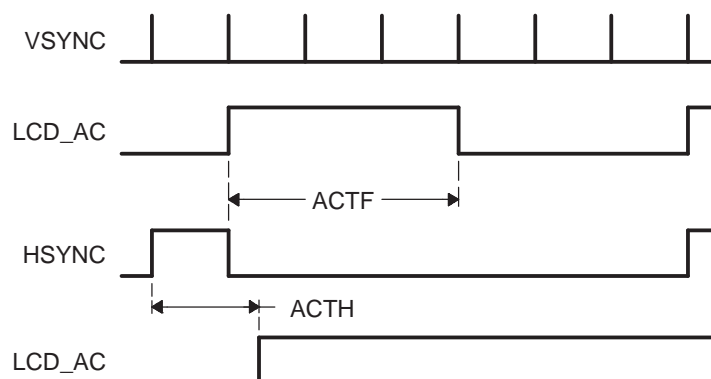 VSYNC
LCD_AC
ACTF
HSYNC
ACTH
LCD_AC